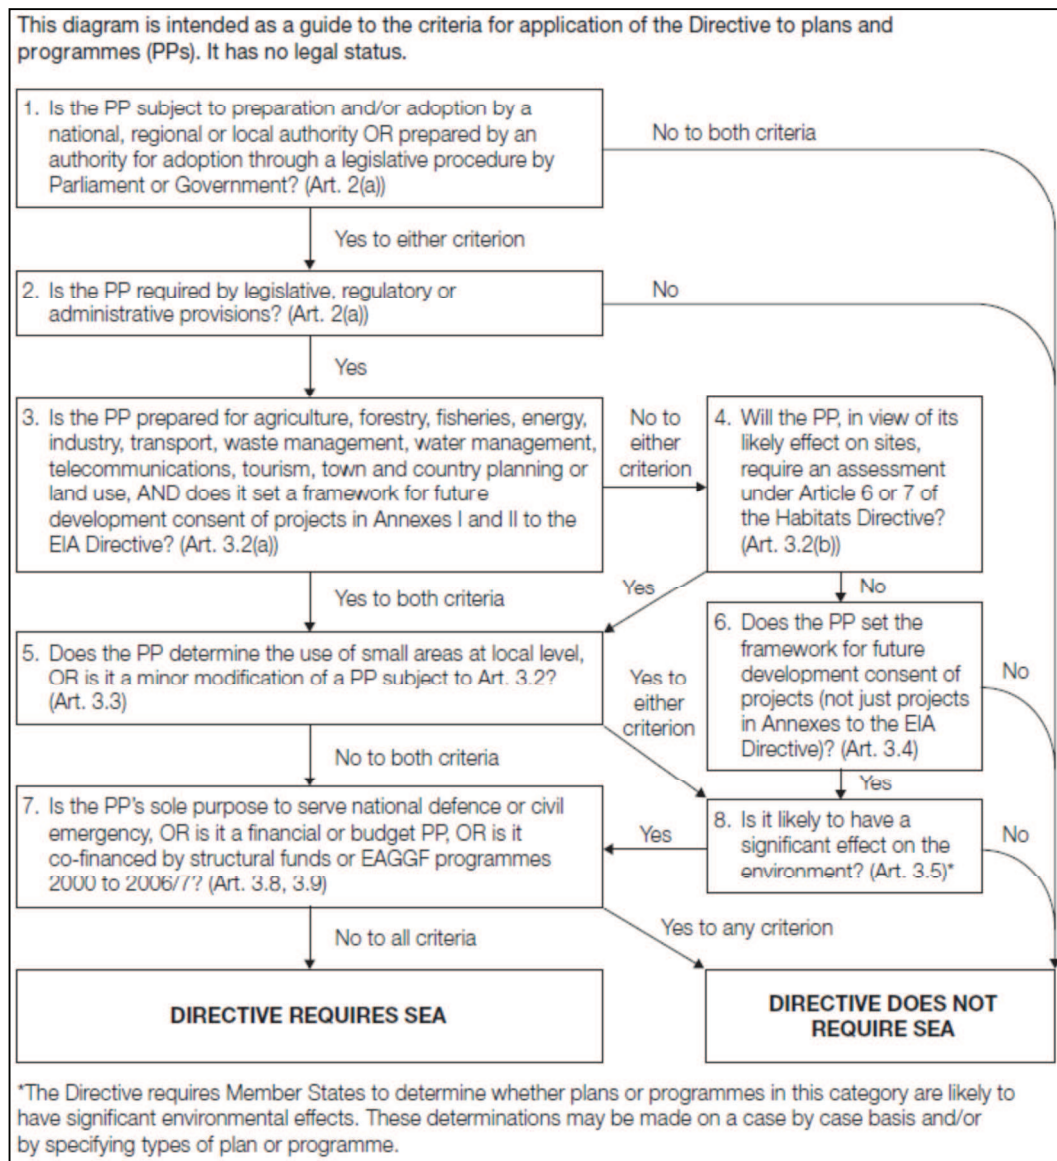 This diagram is intended as a guide to the criteria for application of the Directive to plans and
programmes (PPs). It has no legal status.
1. Is the PP subject to preparation and/or adoption by a
national, regional or local authority OR prepared by an
authority for adoption through a legislative procedure by
Parliament or Government? (Art. 2(a))
No to both criteria
Yes to either criterion
2. Is the PP required by legislative, regulatory or
administrative provisions? (Art. 2(a))
No
Yes
3. Is the PP prepared for agriculture, forestry, fisheries, energy,
industry, transport, waste management, water management,
telecommunications, tourism, town and country planning or
land use, AND does it set a framework for future
development consent of projects in Annexes I and II to the
EIA Directive? (Art. 3.2(a))
No to
either
criterion
4. Will the PP, in view of its
likely effect on sites,
require an assessment
under Article 6 or 7 of
the Habitats Directive?
(Art. 3.2(b))
Yes to both criteria
Yes
No
5. Does the PP determine the use of small areas at local level,
OR is it a minor modification of a PP subject to Art. 3.2?
(Art. 3.3)
Yes to
either
criterion
6. Does the PP set the
framework for future
development consent of
projects (not just projects
in Annexes to the EIA
Directive)? (Art. 3.4)
No
No to both criteria
Yes
7. Is the PP's sole purpose to serve national defence or civil
emergency, OR is it a financial or budget PP, OR is it
co-financed by structural funds or EAGGF programmes
2000 to 2006/7? (Art. 3.8, 3.9)
Yes
8. Is it likely to have a
significant effect on the
environment? (Art. 3.5)*
No
No to all criteria
Yes to any criterion
DIRECTIVE REQUIRES SEA
DIRECTIVE DOES NOT
REQUIRE SEA
*The Directive requires Member States to determine whether plans or programmes in this category are likely to
have significant environmental effects. These determinations may be made on a case by case basis and/or
by specifying types of plan or programme.